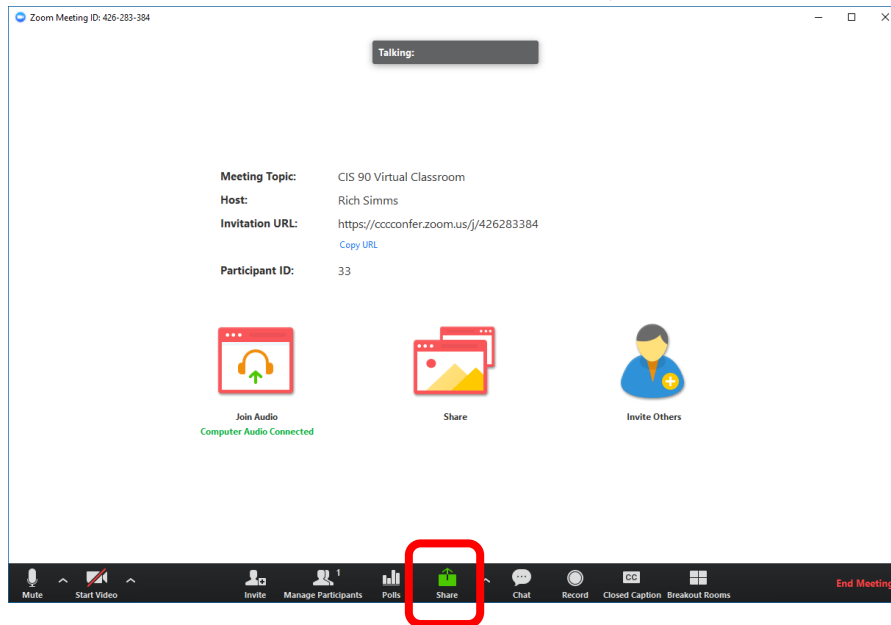 Zoom Meeting ID: 426-283-384
Talking:
Meeting Topic: CIS 90 Virtual Classroom
Host: Rich Simms
Invitation URL: https://cccconfer.zoom.us/j/426283384
Copy URL
Participant ID: 33
Join Audio Share Invite Others
Computer Audio Connected
1
CC
Mute Start Video Invite Manage Participants Polls Share Chat Record Closed Caption Breakout Rooms End Meeting